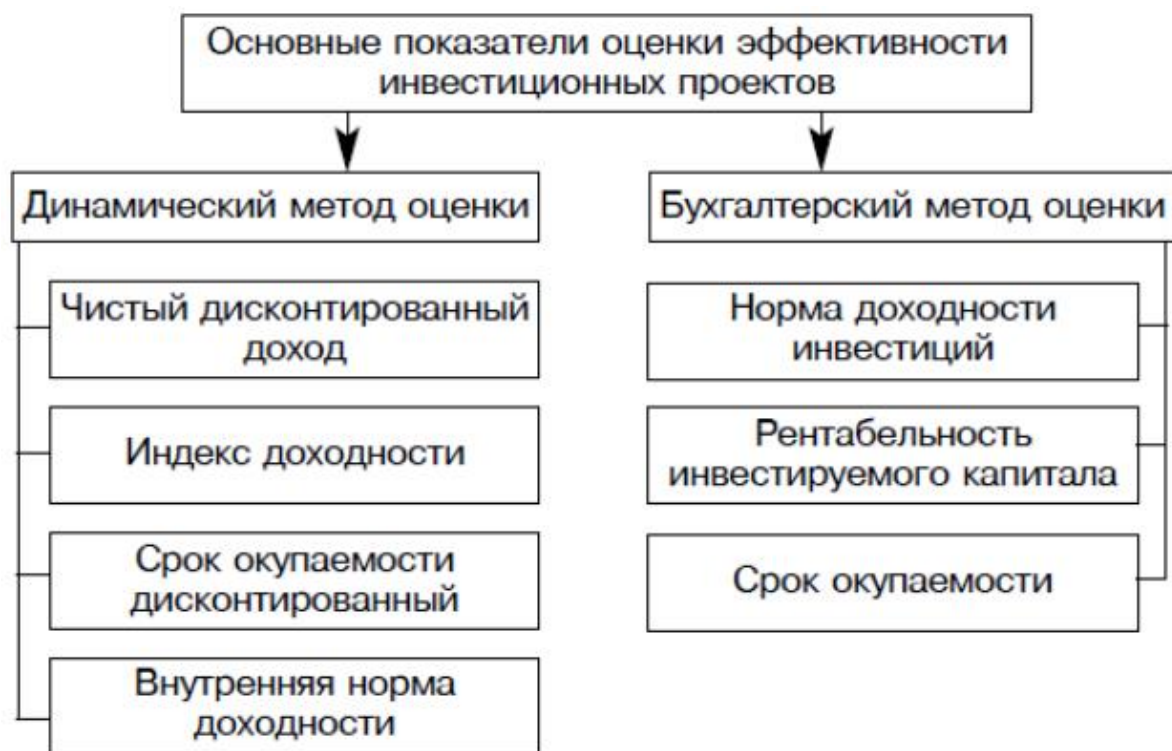 Основные показатели оценки эффективности
инвестиционных проектов
Динамический метод оценки
Чистый дисконтированный
доход
Индекс доходности
Срок окупаемости
дисконтированный
Внутренняя норма
доходности
Бухгалтерский метод оценки
Норма доходности
инвестиций
Рентабельность
инвестируемого капитала
Срок окупаемости